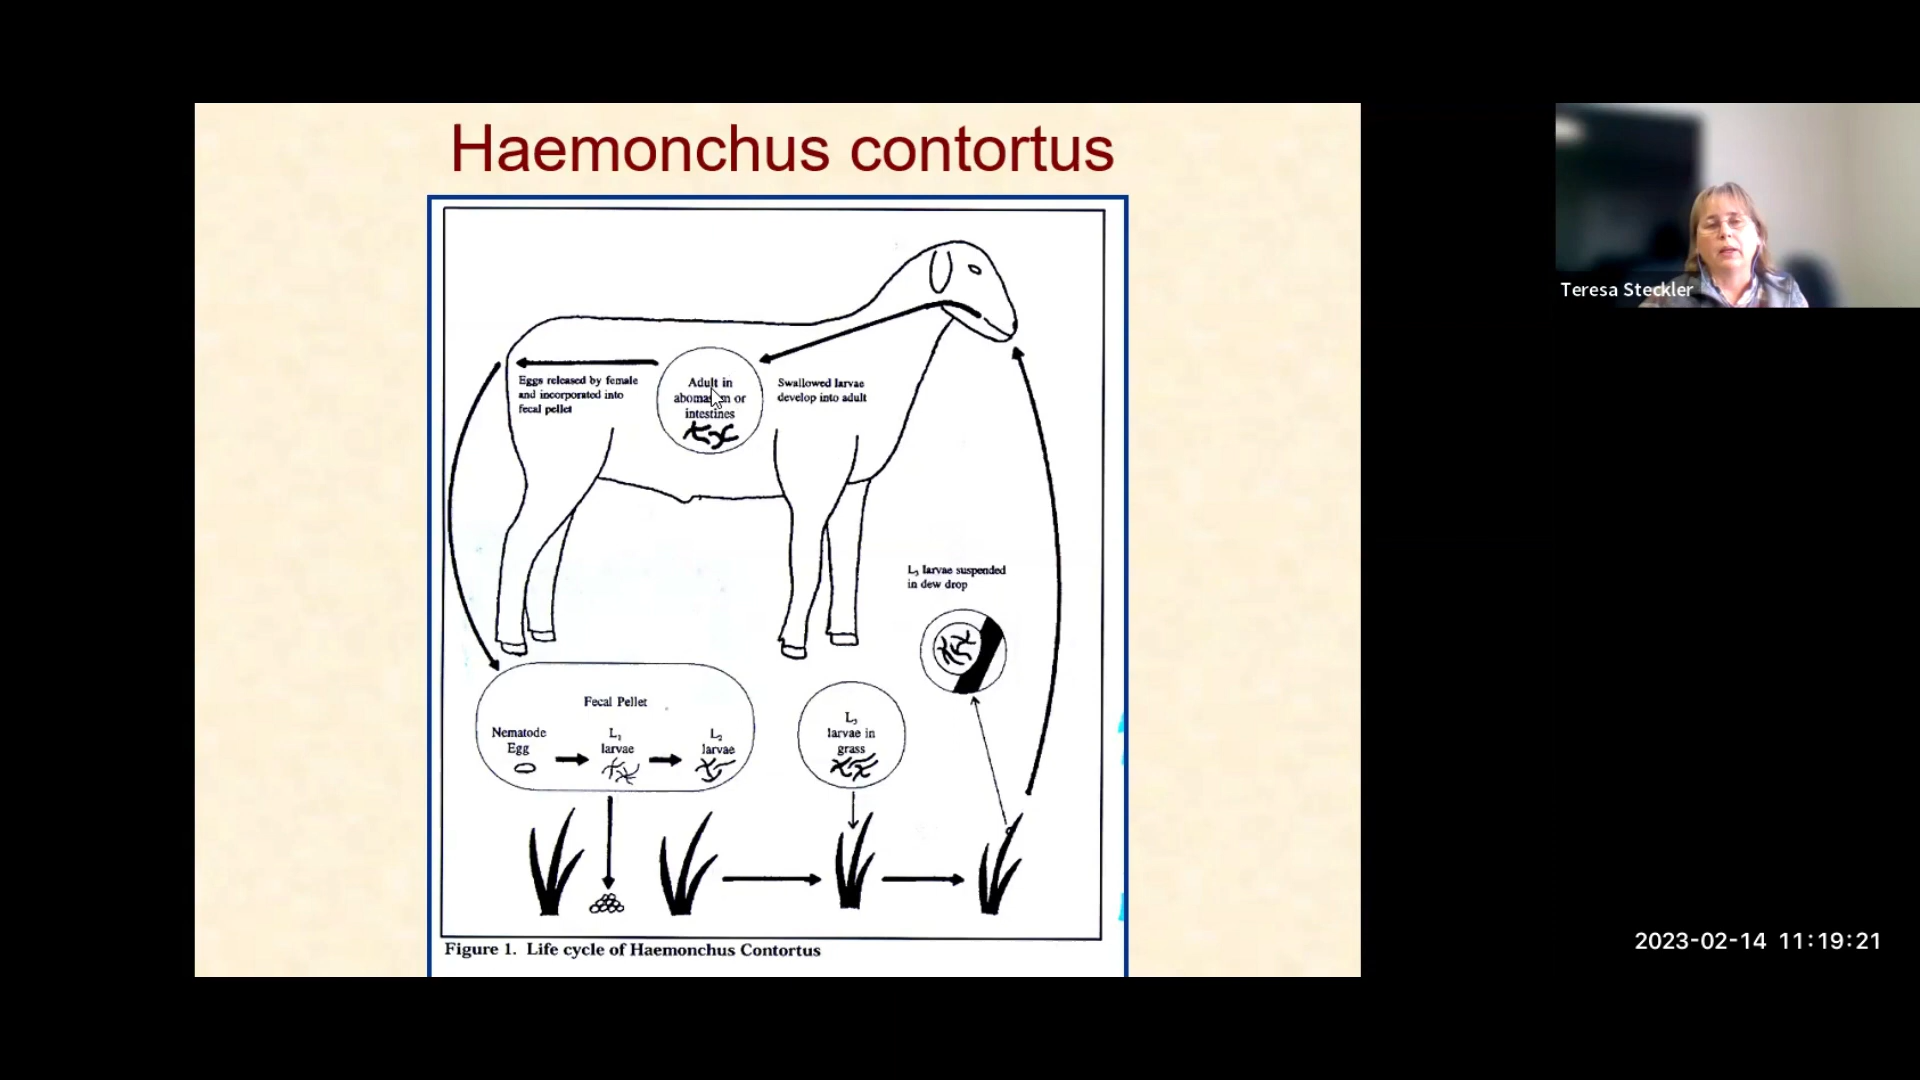 Haemonchus contortus
Eggs released by female
and incorporated into
fecal pellet
Adult in
abomasum or
intestines
Swallowed larvae
develop into adult
L₃ larvae suspended
in dew drop
Fecal Pellet
Nematode
Egg
L₁
larvae
L₂
larvae
L₃
larvae in
grass
Figure 1. Life cycle of Haemonchus Contortus
Teresa Steckler
2023-02-14 11:19:21